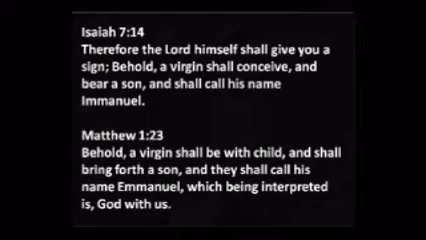 Isaiah 7:14
Therefore the Lord himself shall give you a
sign; Behold, a virgin shall conceive, and
bear a son, and shall call his name
Immanuel.
Matthew 1:23
Behold, a virgin shall be with child, and shall
bring forth a son, and they shall call his
name Emmanuel, which being interpreted
is, God with us.